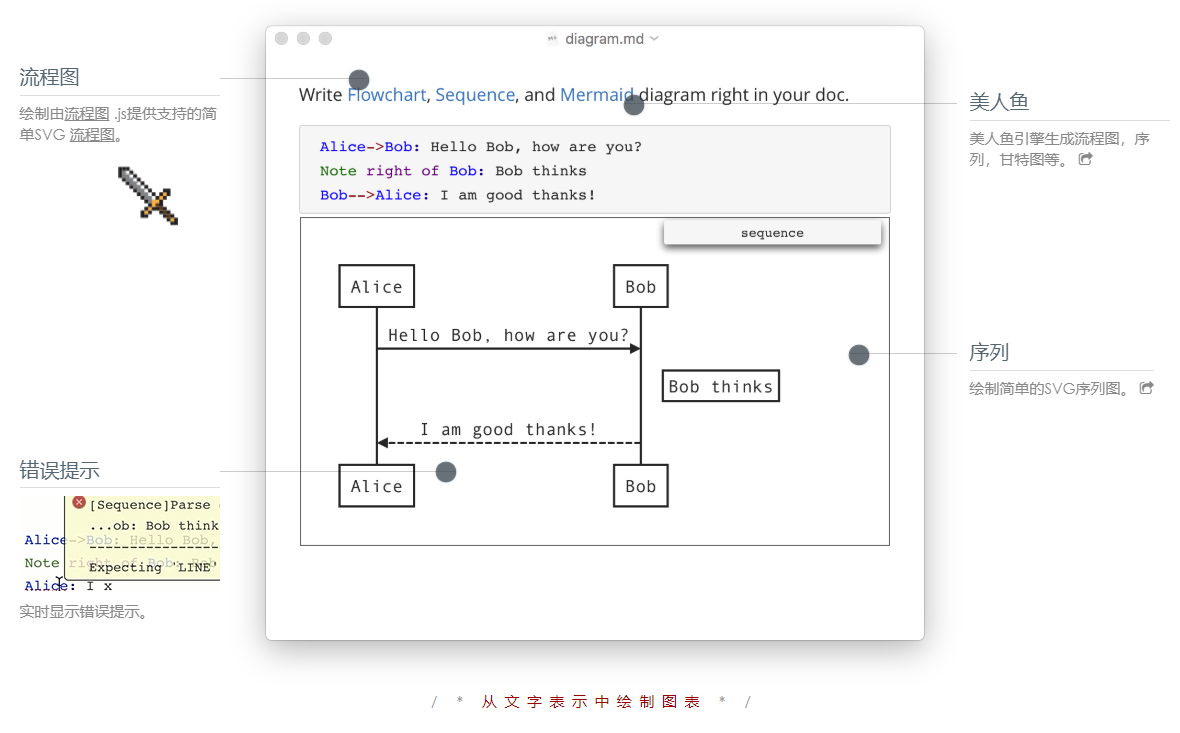 diagram.md
流程图
绘制由流程图 .js提供支持的简
单SVG 流程图。
Write Flowchart, Sequence, and Mermaid diagram right in your doc.
美人鱼
美人鱼引擎生成流程图，序
列，甘特图等。
Alice->Bob: Hello Bob, how are you?
Note right of Bob: Bob thinks
Bob-->Alice: I am good thanks!
sequence
Alice
Bob
Hello Bob, how are you?
Bob thinks
I am good thanks!
Alice
Bob
序列
绘制简单的SVG序列图。
错误提示
[Sequence]Parse
...ob: Bob think
Alice->Bob: Hello Bob,
Note right of Bob: Bob
Expecting 'LINE'
Alice: I x
实时显示错误提示。
/ * 从文字表示中绘制图表 * /